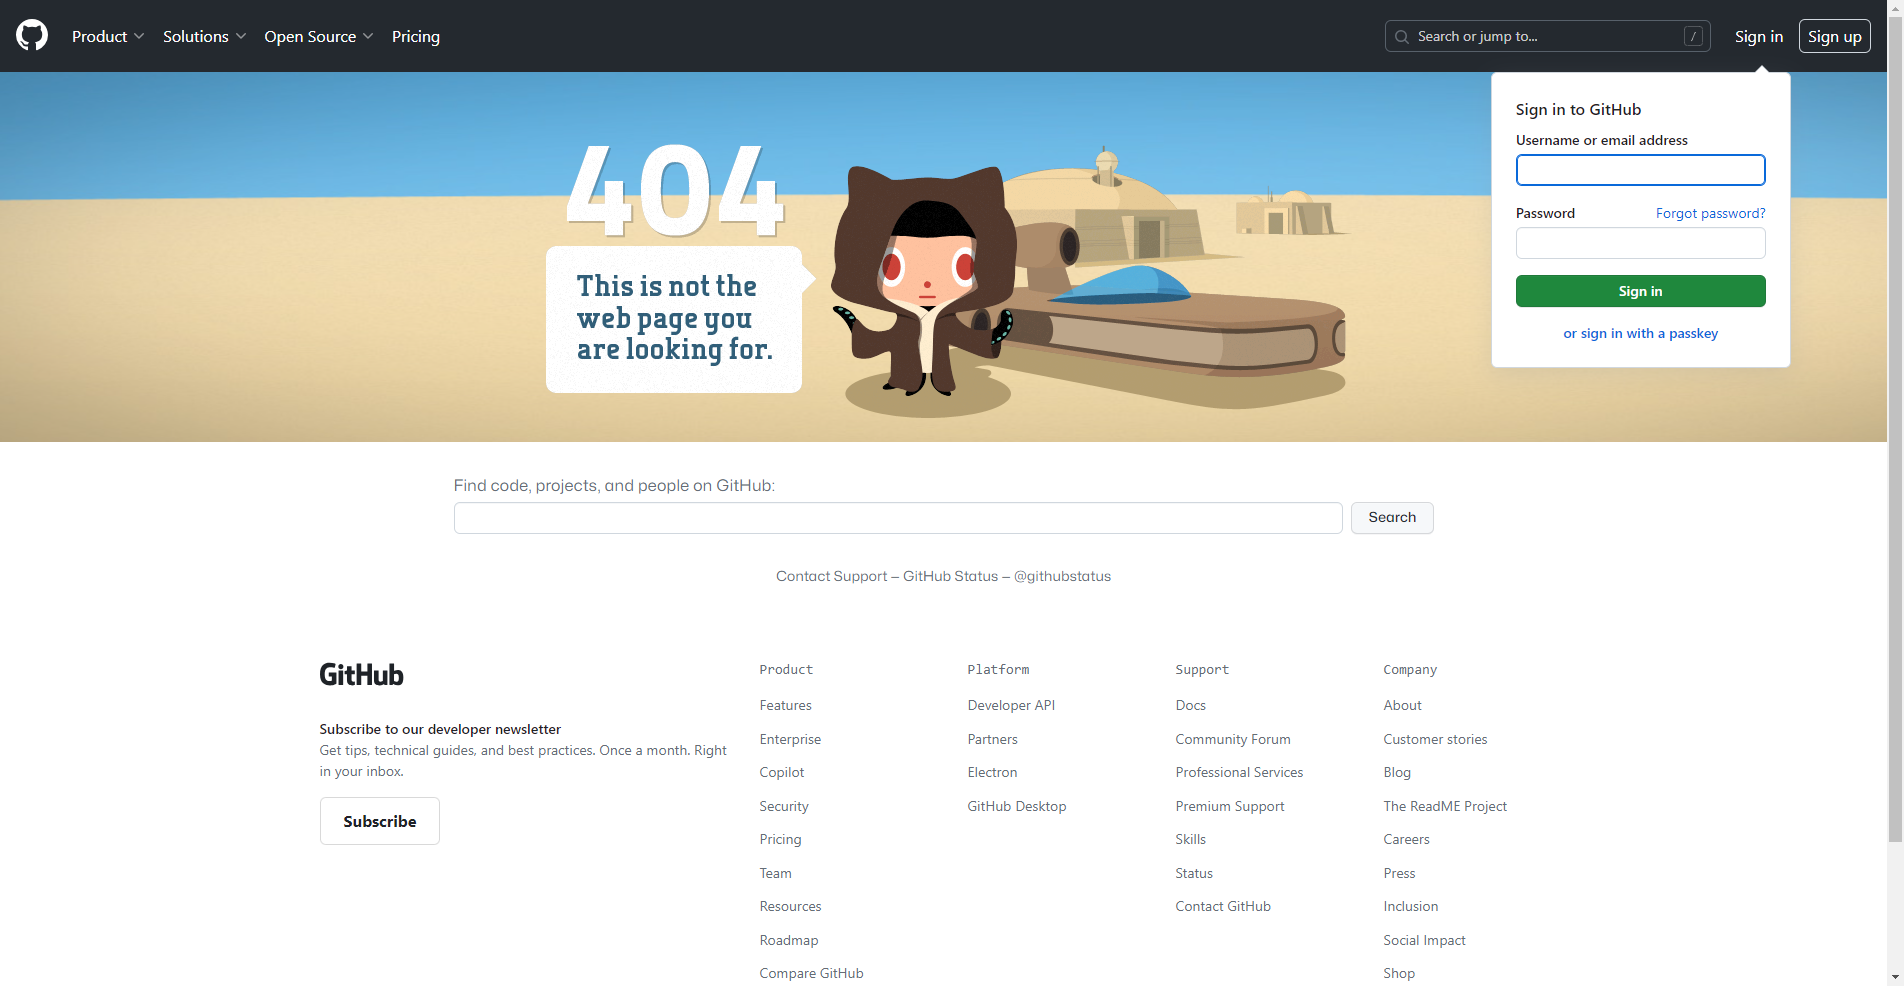 Product
Solutions
Open Source
Pricing
Search or jump to...
/
Sign in
Sign up
Sign in to GitHub
Username or email address
Password
Forgot password?
Sign in
or sign in with a passkey
404
This is not the
web page you
are looking for.
Find code, projects, and people on GitHub:
Search
Contact Support — GitHub Status — @githubstatus
GitHub
Subscribe to our developer newsletter
Get tips, technical guides, and best practices. Once a month. Right
in your inbox.
Subscribe
Product
Features
Enterprise
Copilot
Security
Pricing
Team
Resources
Roadmap
Compare GitHub
Platform
Developer API
Partners
Electron
GitHub Desktop
Support
Docs
Community Forum
Professional Services
Premium Support
Skills
Status
Contact GitHub
Company
About
Customer stories
Blog
The ReadME Project
Careers
Press
Inclusion
Social Impact
Shop